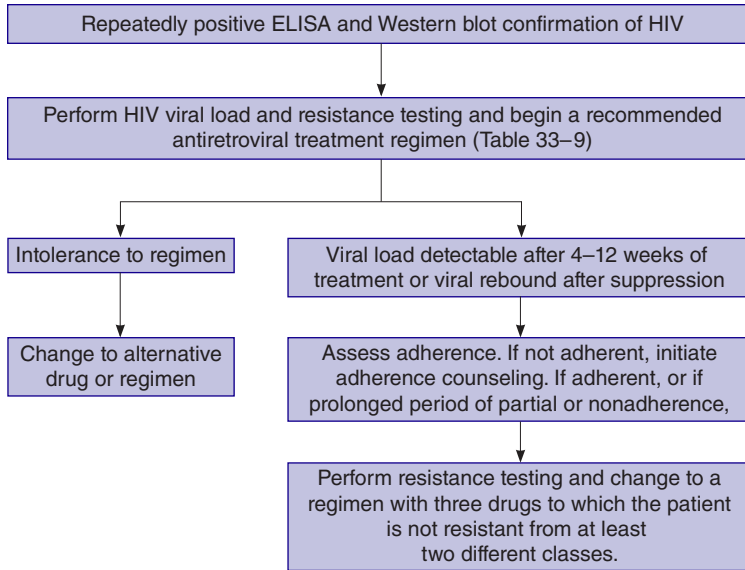 Repeatedly positive ELISA and Western blot confirmation of HIV
Perform HIV viral load and resistance testing and begin a recommended
antiretroviral treatment regimen (Table 33–9)
Intolerance to regimen
Change to alternative
drug or regimen
Viral load detectable after 4–12 weeks of
treatment or viral rebound after suppression
Assess adherence. If not adherent, initiate
adherence counseling. If adherent, or if
prolonged period of partial or nonadherence,
Perform resistance testing and change to a
regimen with three drugs to which the patient
is not resistant from at least
two different classes.